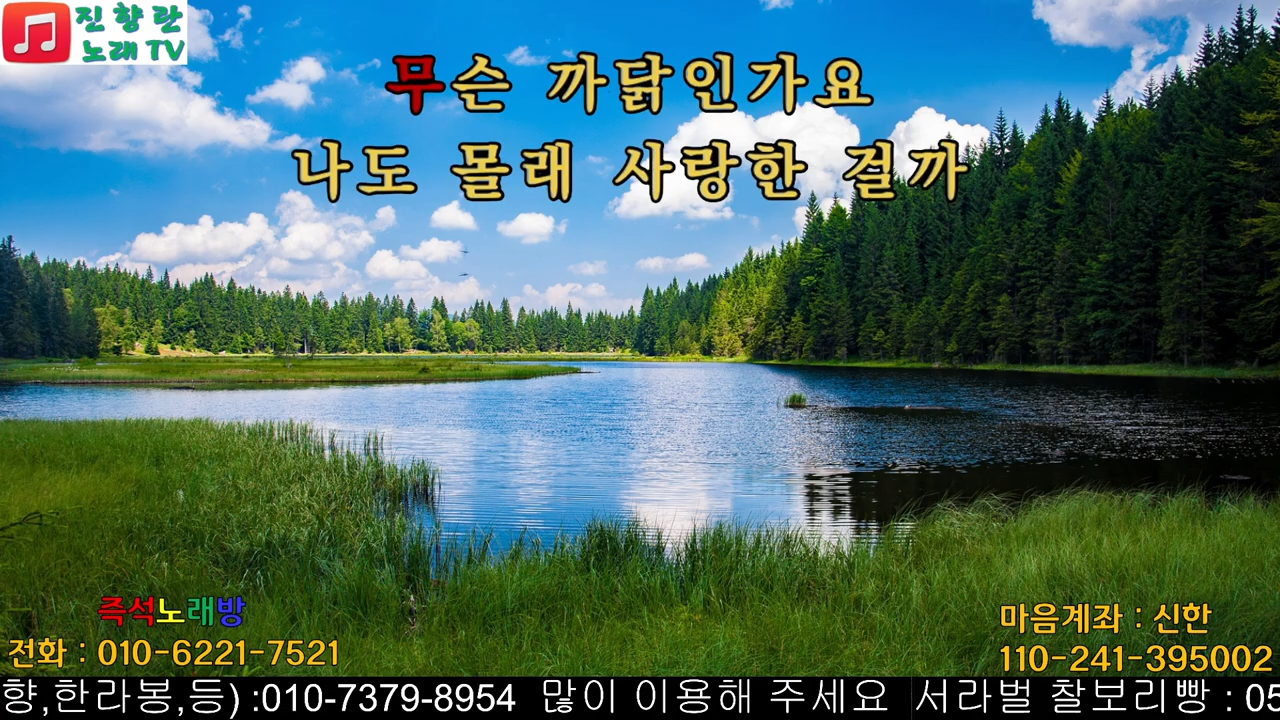 진향란
노래 TV
무슨 까닭인가요
나도 몰래 사랑한 걸까
즉석노래방
전화 : 010-6221-7521
마음계좌 : 신한
110-241-395002
향,한라봉,등) :010-7379-8954 많이 이용해 주세요 서라벌 찰보리빵 : 05